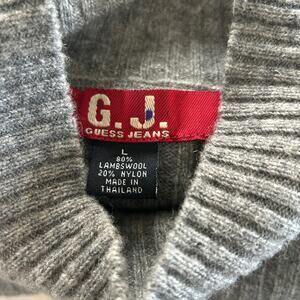 G.J.
GUESS JEANS
L
80%
LAMBSWOOL
20% NYLON
MADE IN
THAILAND